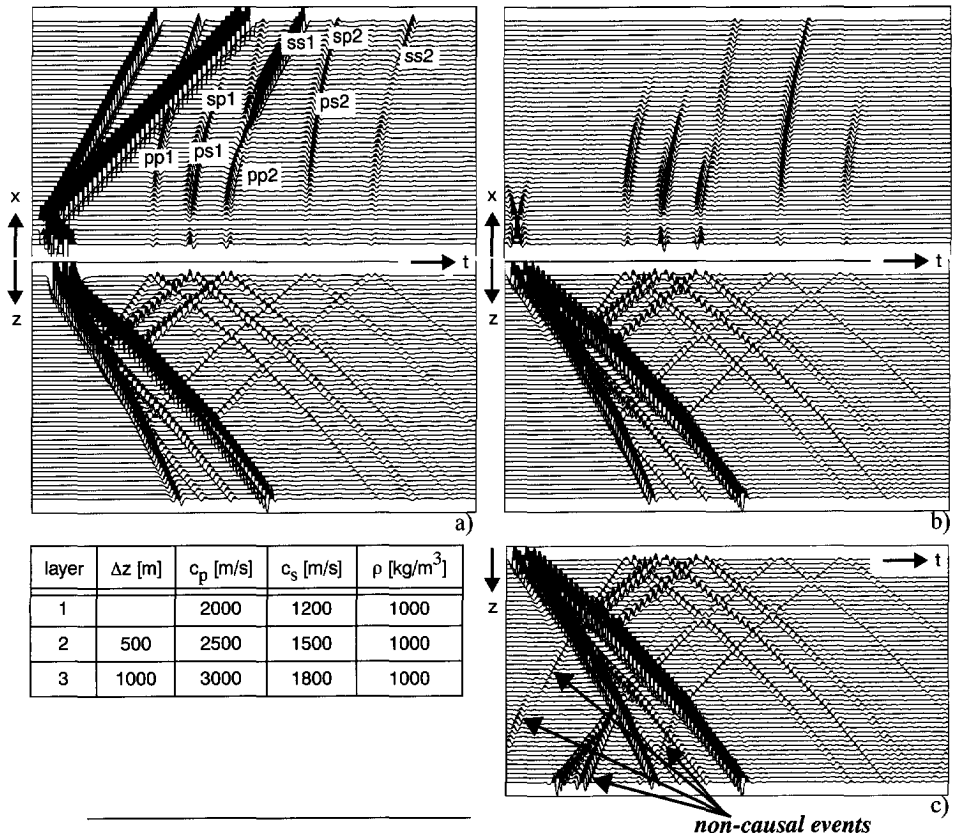 ss1
sp2
ss2
sp1
ps2
pp1
ps1
pp2
x
z
t
a)
x
z
t
b)
layer Δz [m] c_p [m/s] c_s [m/s] ρ [kg/m³]
1 2000 1200 1000
2 500 2500 1500 1000
3 1000 3000 1800 1000
z
t
c)
non-causal events